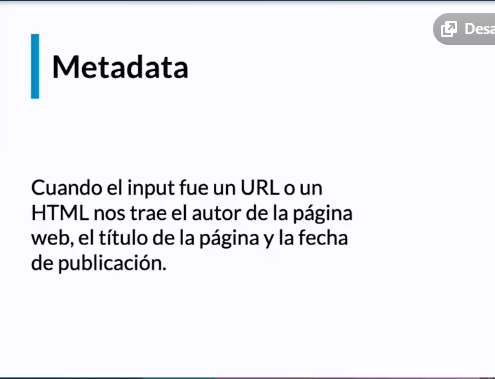 Desa
Metadata
Cuando el input fue un URL o un
HTML nos trae el autor de la página
web, el título de la página y la fecha
de publicación.